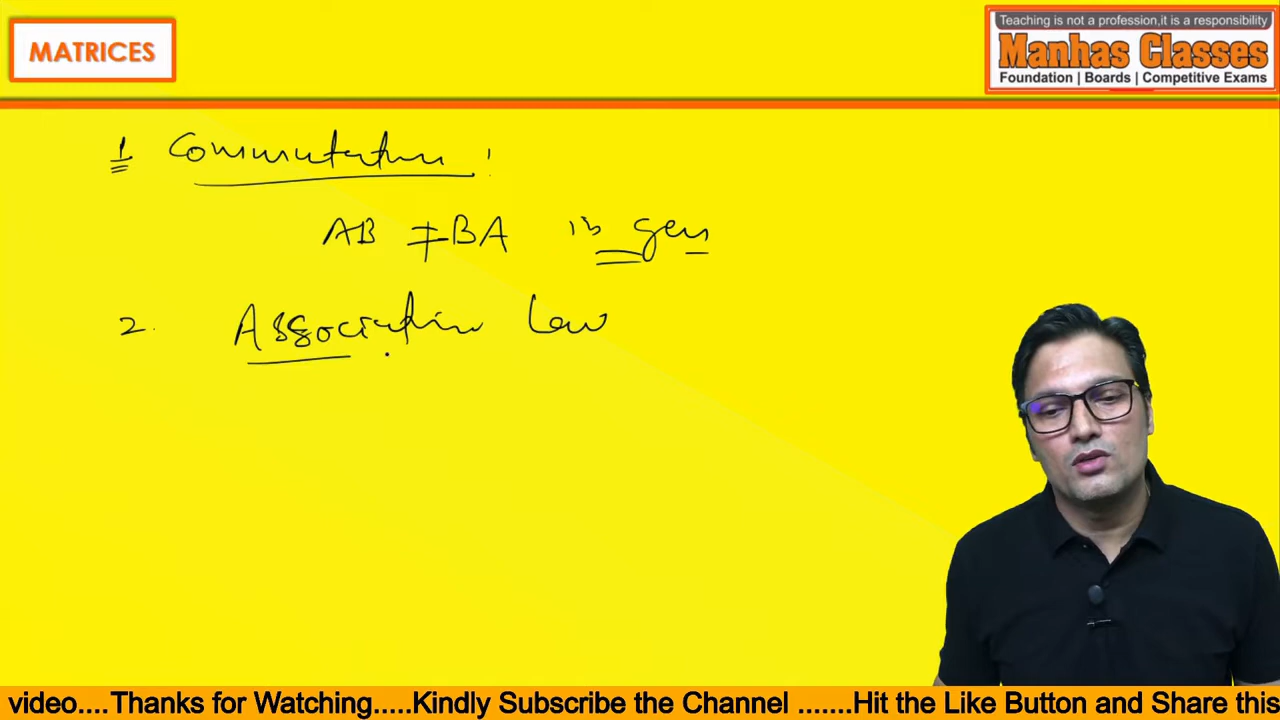 MATRICES
Teaching is not a profession,it is a responsibility
Manhas Classes
Foundation | Boards | Competitive Exams
1 Commutative :
AB ≠ BA in gen
2. Associative law
video....Thanks for Watching.....Kindly Subscribe the Channel .......Hit the Like Button and Share this